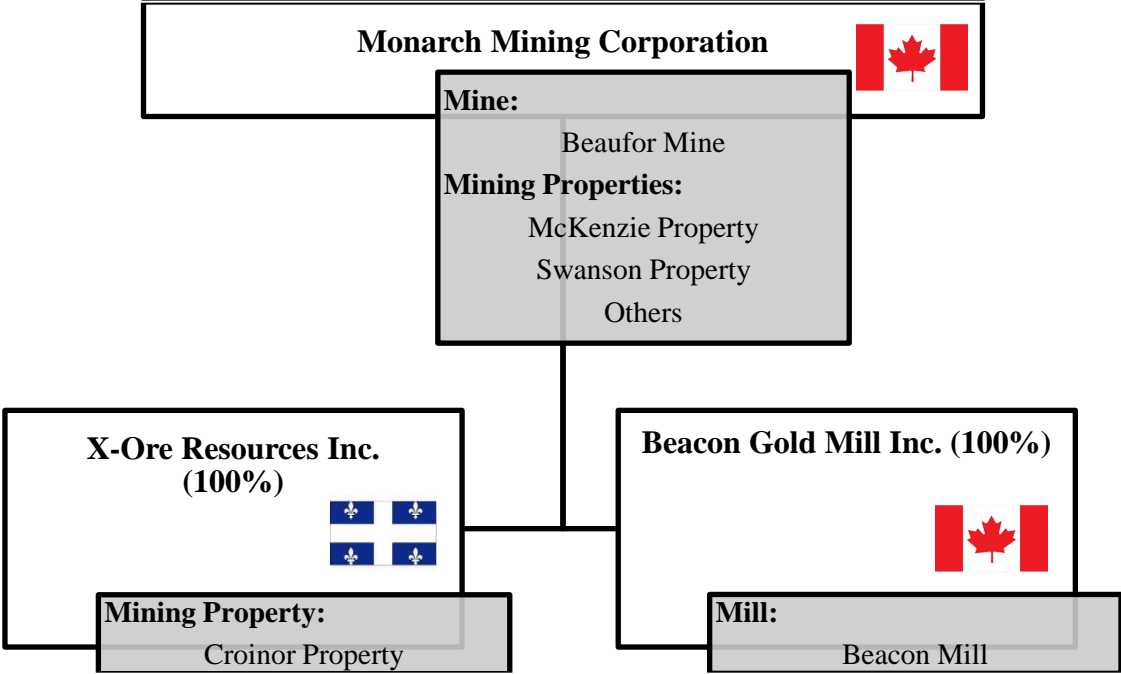 Monarch Mining Corporation
Mine:
Beaufor Mine
Mining Properties:
McKenzie Property
Swanson Property
Others
X-Ore Resources Inc.
(100%)
Mining Property:
Croinor Property
Beacon Gold Mill Inc. (100%)
Mill:
Beacon Mill